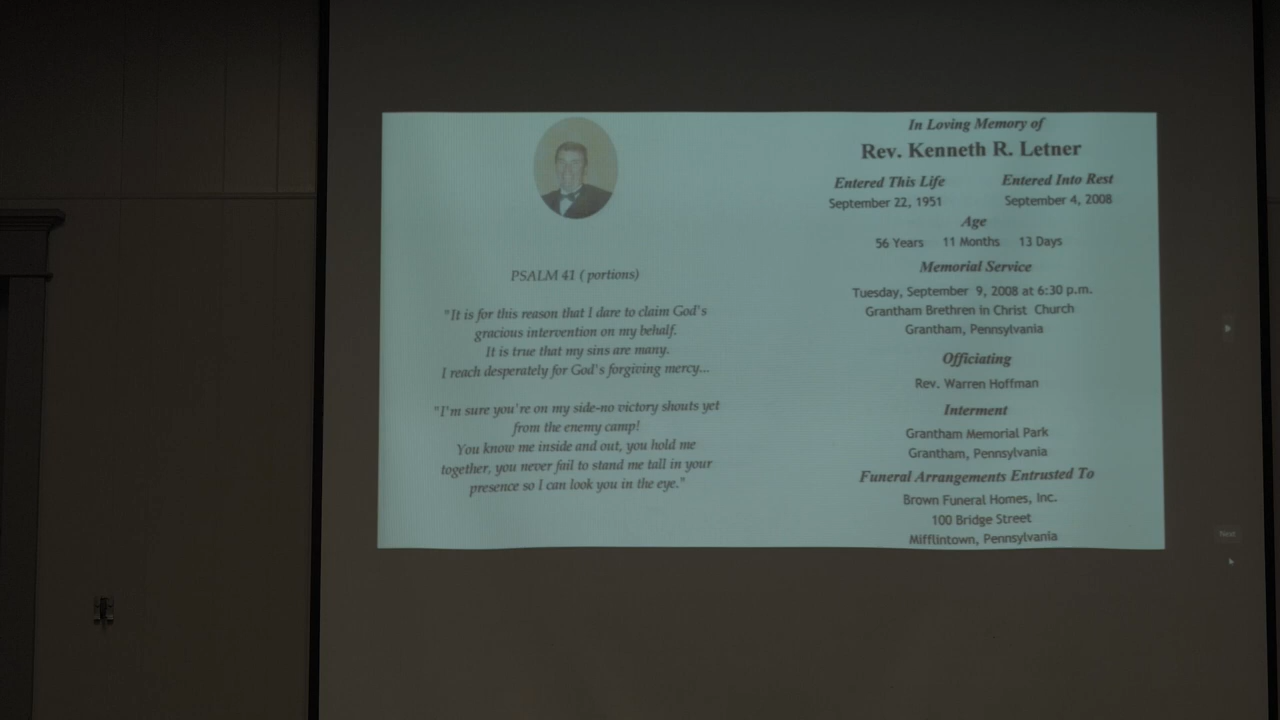 PSALM 41 ( portions)
"It is for this reason that I dare to claim God's
gracious intervention on my behalf.
It is true that my sins are many.
I reach desperately for God's forgiving mercy...
"I'm sure you're on my side-no victory shouts yet
from the enemy camp!
You know me inside and out, you hold me
together, you never fail to stand me tall in your
presence so I can look you in the eye."
In Loving Memory of
Rev. Kenneth R. Letner
Entered This Life Entered Into Rest
September 22, 1951 September 4, 2008
Age
56 Years 11 Months 13 Days
Memorial Service
Tuesday, September 9, 2008 at 6:30 p.m.
Grantham Brethren in Christ Church
Grantham, Pennsylvania
Officiating
Rev. Warren Hoffman
Interment
Grantham Memorial Park
Grantham, Pennsylvania
Funeral Arrangements Entrusted To
Brown Funeral Homes, Inc.
100 Bridge Street
Mifflintown, Pennsylvania
Next